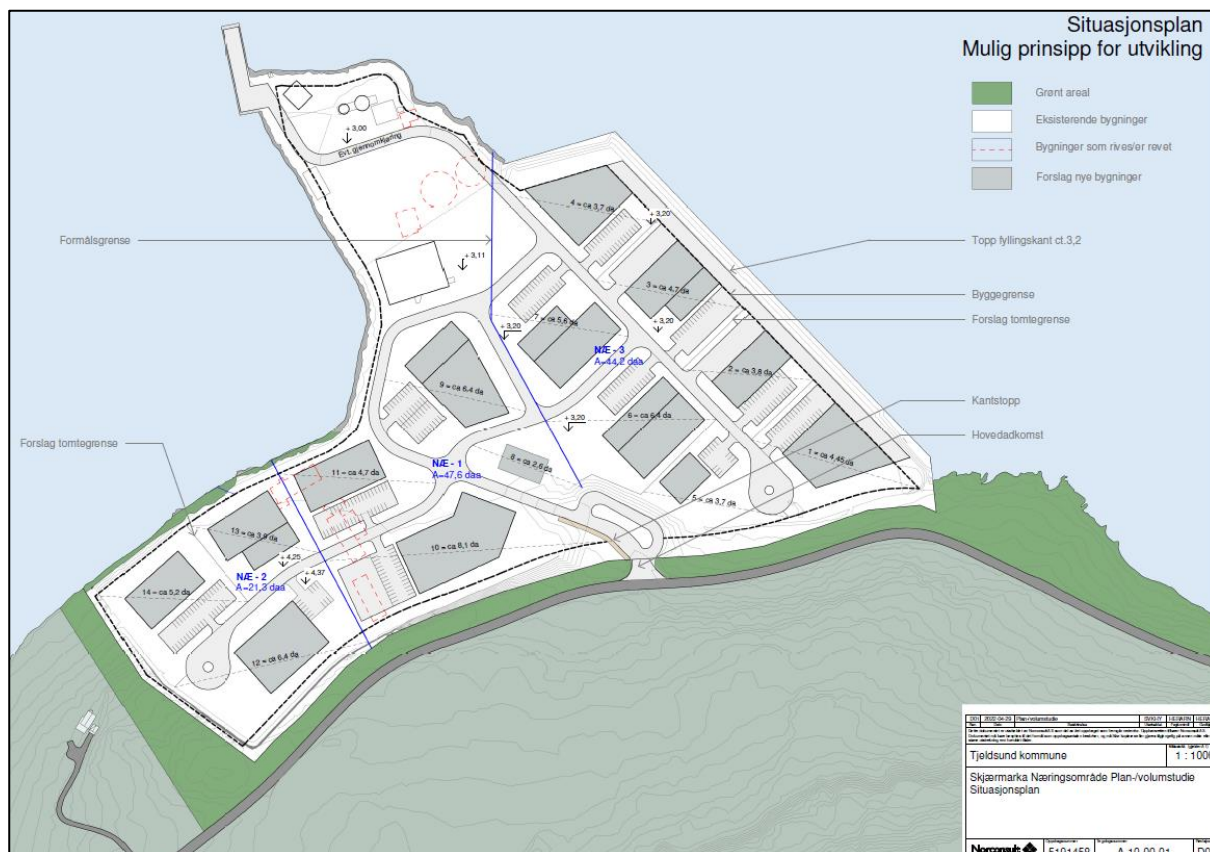 Situasjonsplan
Mulig prinsipp for utvikling
Grønt areal
Eksisterende bygninger
Bygninger som rives/er revet
Forslag nye bygninger
+ 3,00
Evt. gjennomkjøring
Formålsgrense
+ 3,11
4 = ca 3,7 da
+ 3,20
Topp fyllingskant ct.3,2
3 = ca 4,7 da
Byggegrense
Forslag tomtegrense
7 = ca 5,6 da
+ 3,20
+ 3,20
NÆ - 3
A=44,2 daa
2 = ca 3,8 da
9 = ca 6,4 da
Kantstopp
6 = ca 6,4 da
+ 3,20
Hovedadkomst
Forslag tomtegrense
1 = ca 4,45 da
8 = ca 2,6 da
NÆ - 1
A=47,6 daa
11 = ca 4,7 da
5 = ca 3,7 da
13 = ca 3,9 da
10 = ca 8,1 da
+ 4,25
+ 4,37
NÆ - 2
A=21,3 daa
14 = ca 5,2 da
12 = ca 6,4 da
D01 2022-04-29 Plan-/volumstudie
Tjeldsund kommune
1 : 1000
Skjærmarka Næringsområde Plan-/volumstudie
Situasjonsplan
Norconsult
5191458
A-10-00-01